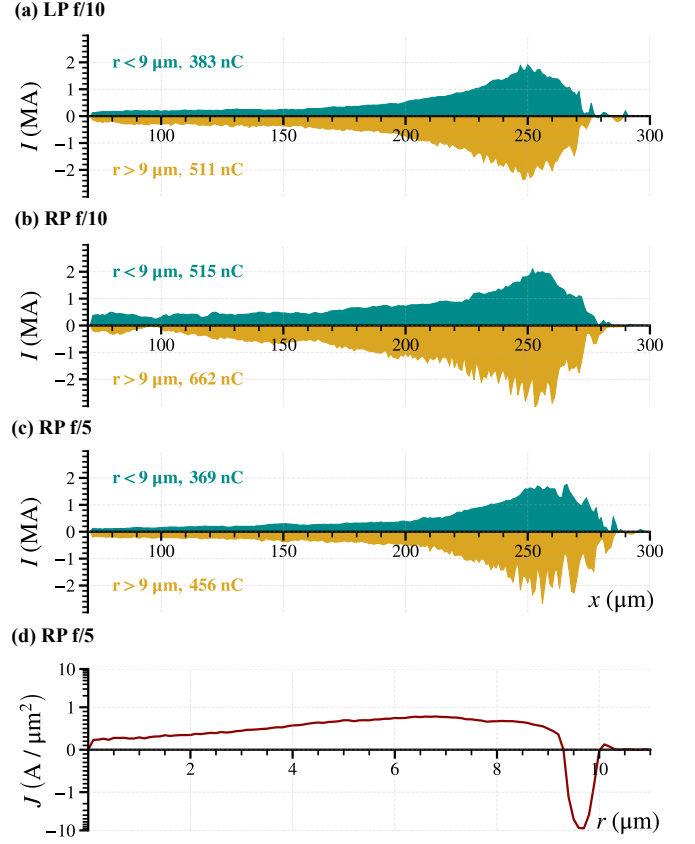 (a) LP f/10
I (MA)
2
1
0
−1
−2
r < 9 μm, 383 nC
r > 9 μm, 511 nC
100 150 200 250 300
(b) RP f/10
I (MA)
2
1
0
−1
−2
r < 9 μm, 515 nC
r > 9 μm, 662 nC
100 150 200 250 300
(c) RP f/5
I (MA)
2
1
0
−1
−2
r < 9 μm, 369 nC
r > 9 μm, 456 nC
100 150 200 250 300
x (μm)
(d) RP f/5
J (A / μm²)
10
1
0
−1
−10
2 4 6 8 10
r (μm)